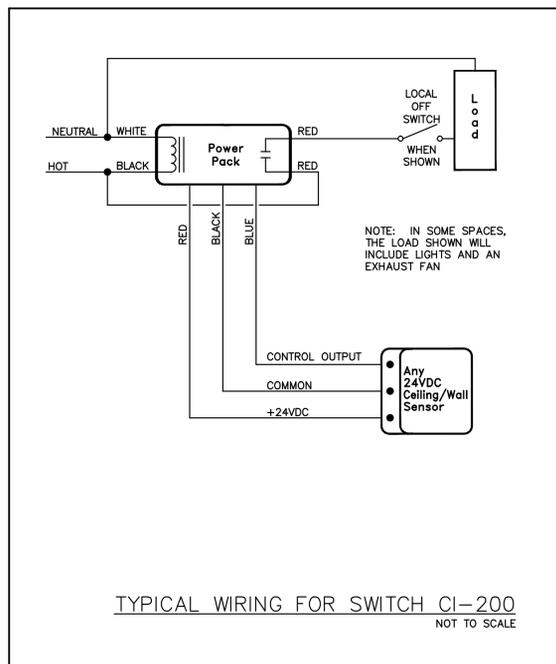 LOCAL
OFF
SWITCH
Load
NEUTRAL
WHITE
RED
WHEN
SHOWN
Power
Pack
HOT
BLACK
RED
RED
BLACK
BLUE
NOTE: IN SOME SPACES,
THE LOAD SHOWN WILL
INCLUDE LIGHTS AND AN
EXHAUST FAN
CONTROL OUTPUT
COMMON
+24VDC
Any
24VDC
Ceiling/Wall
Sensor
TYPICAL WIRING FOR SWITCH CI-200
NOT TO SCALE